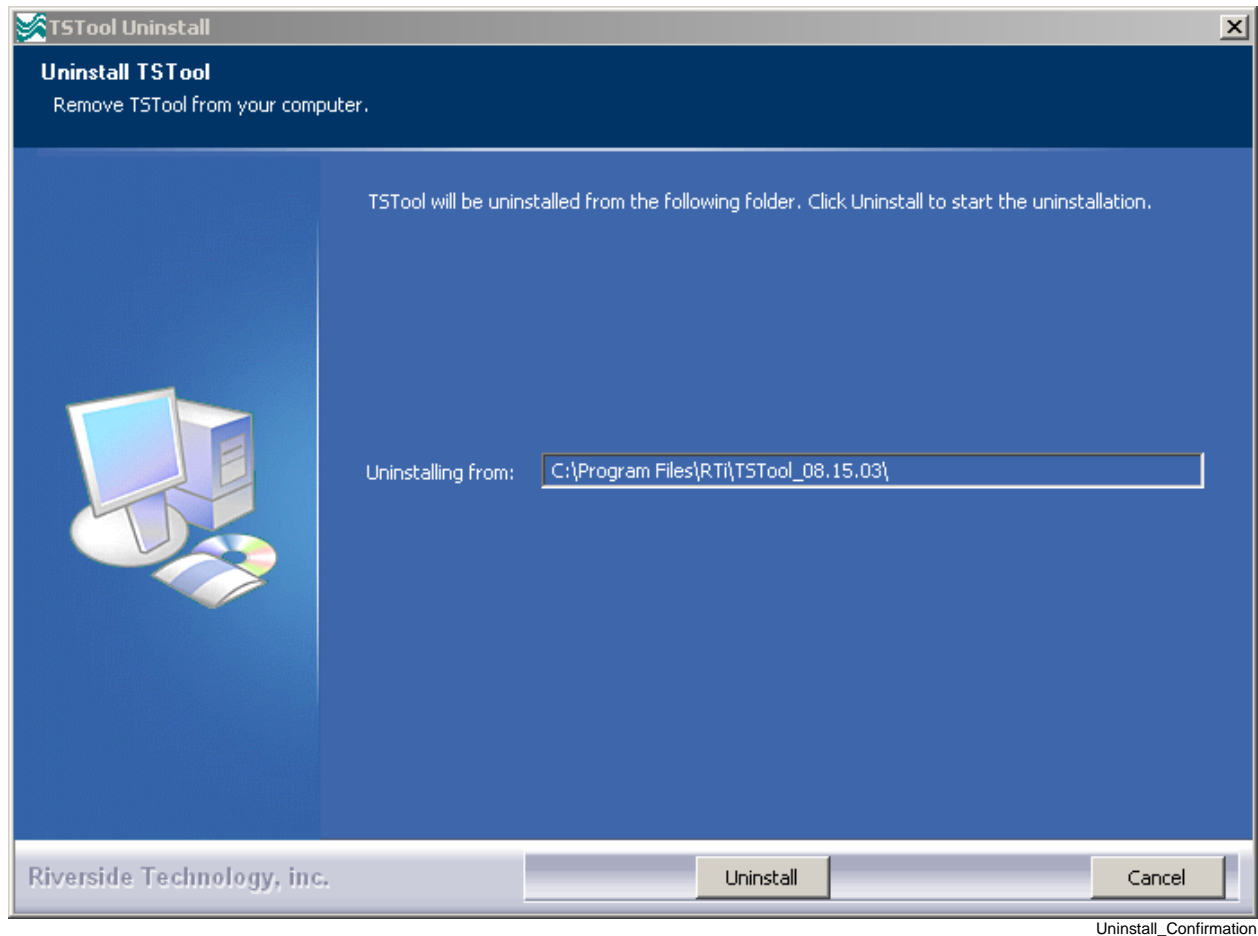 TSTool Uninstall
Uninstall TSTool
Remove TSTool from your computer.
TSTool will be uninstalled from the following folder. Click Uninstall to start the uninstallation.
Uninstalling from: C:\Program Files\RTi\TSTool_08.15.03\
Riverside Technology, inc.
Uninstall
Cancel
Uninstall_Confirmation